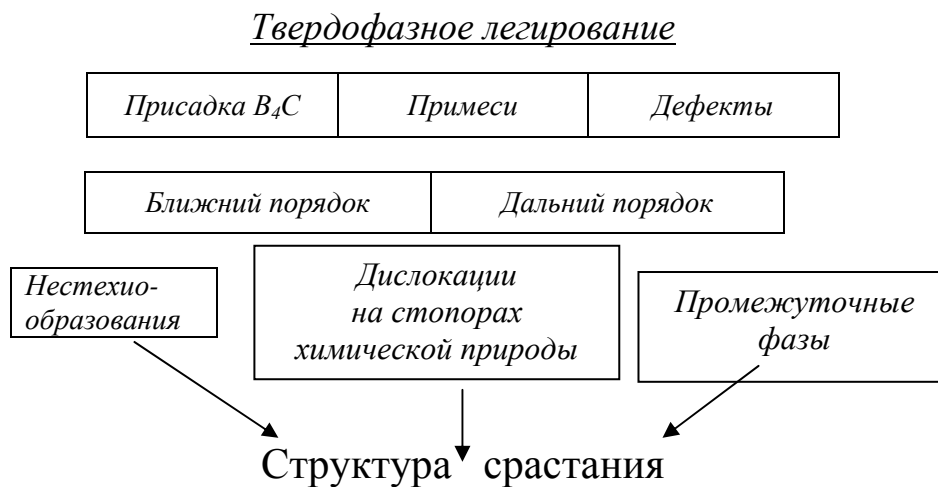 Твердофазное легирование
Присадка B₄C
Примеси
Дефекты
Ближний порядок
Дальний порядок
Нестехио-
образования
Дислокации
на стопорах
химической природы
Промежуточные
фазы
Структура срастания